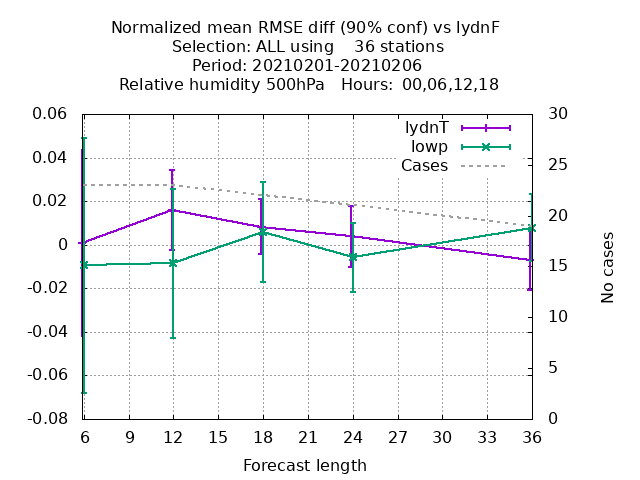 Normalized mean RMSE diff (90% conf) vs lydnF
Selection: ALL using    36 stations
Period: 20210201-20210206
Relative humidity 500hPa   Hours: 00,06,12,18
0.06
0.04
0.02
0
-0.02
-0.04
-0.06
-0.08
30
25
20
15
10
5
0
lydnT
lowp
Cases
No cases
6 9 12 15 18 21 24 27 30 33 36
Forecast length